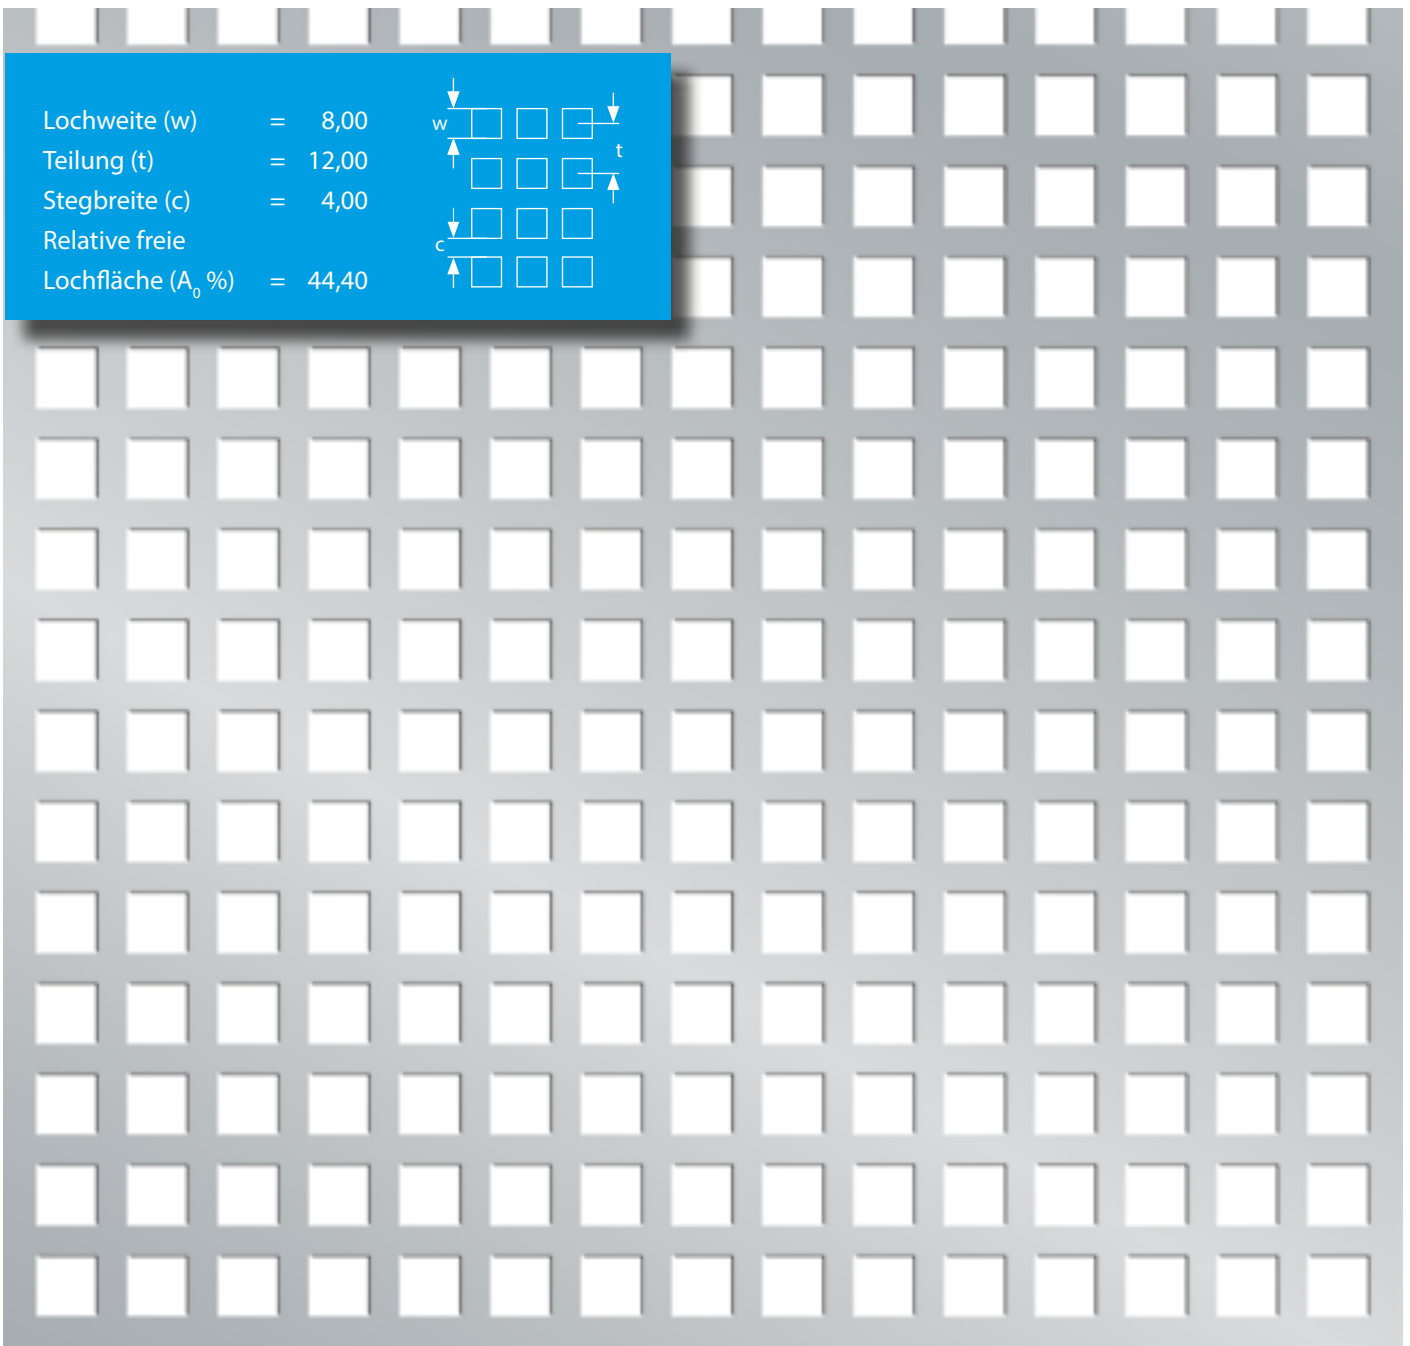 Lochweite (w) = 8,00
Teilung (t) = 12,00
Stegbreite (c) = 4,00
Relative freie
Lochfläche (A₀ %) = 44,40
w
t
c